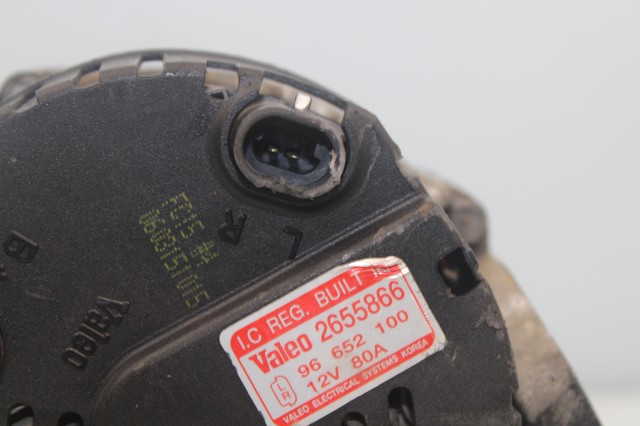 R L
B
Valeo
I.C REG. BUILT
Valeo 2655866
96 652 100
L
R
12V 80A
VALEO ELECTRICAL SYSTEMS KOREA